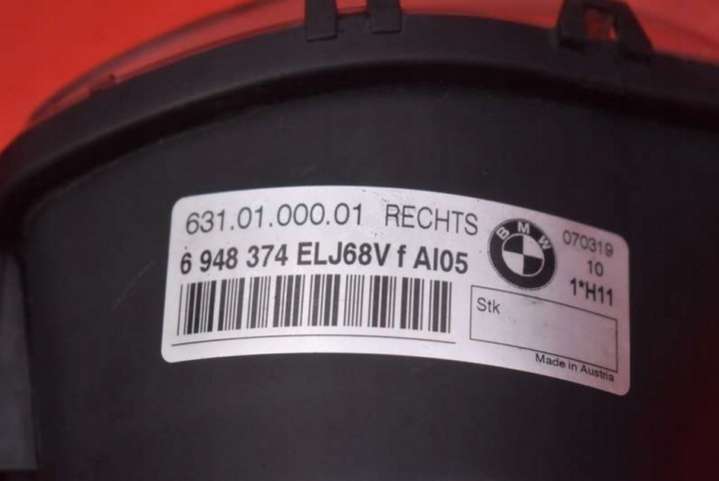 631.01.000.01 RECHTS
6 948 374 ELJ68V f AI05
BMW
070319
10
1*H11
Stk
Made in Austria